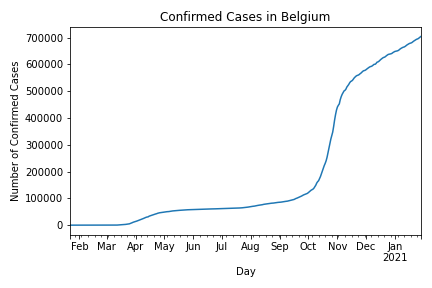 Confirmed Cases in Belgium
Number of Confirmed Cases
700000
600000
500000
400000
300000
200000
100000
0
Feb Mar Apr May Jun Jul Aug Sep Oct Nov Dec Jan
2021
Day